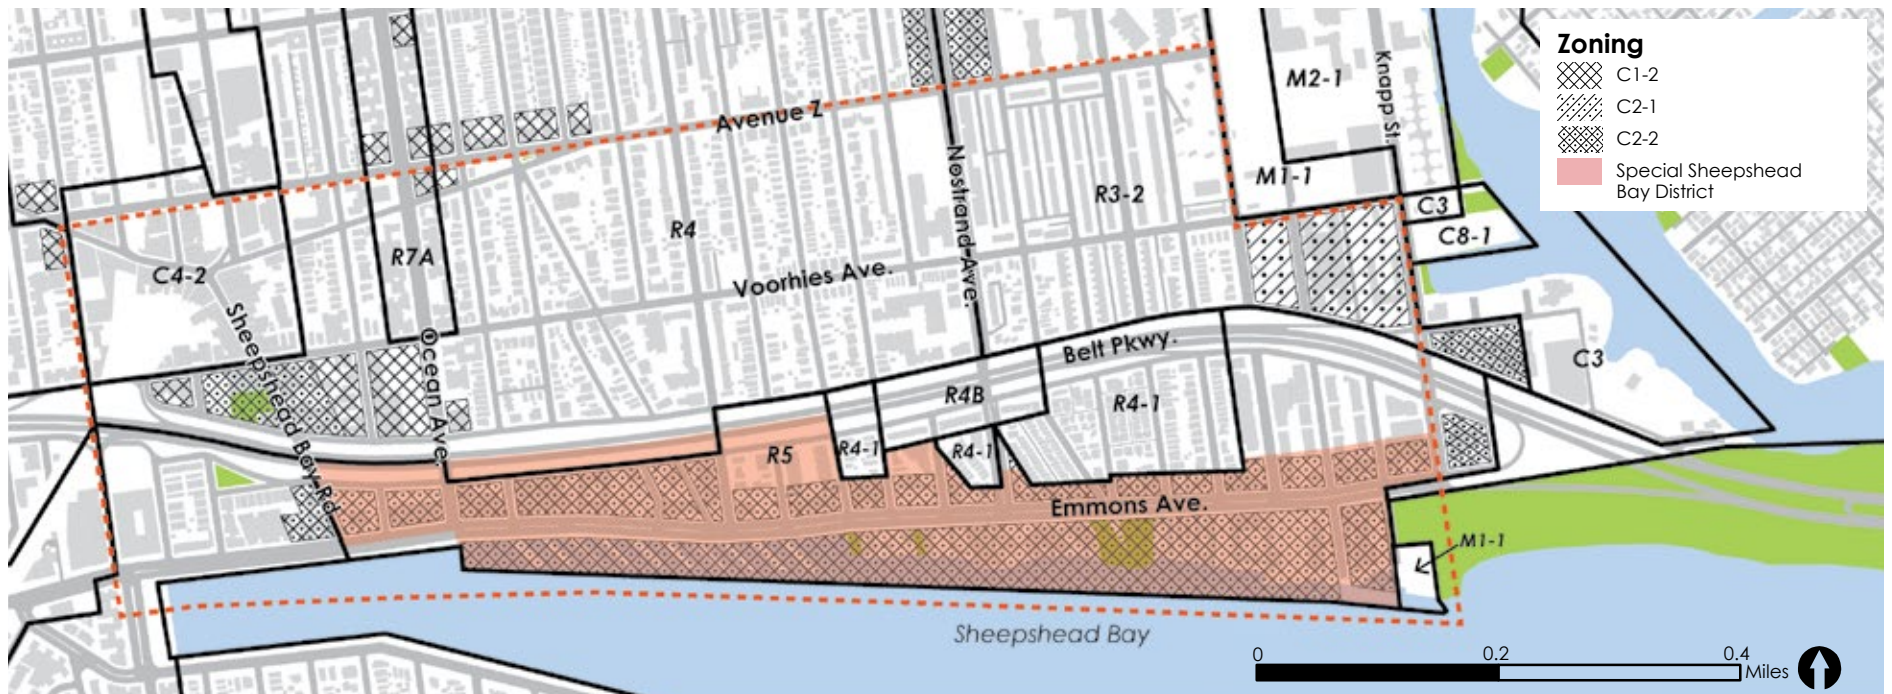 Zoning
C1-2
C2-1
C2-2
Special Sheepshead
Bay District
Knapp St.
M2-1
Avenue Z
M1-1
Nostrand Ave.
R3-2
C3
R4
C8-1
R7A
C4-2
Voorhies Ave.
Sheepshead Bay Rd
Ocean Ave.
Belt Pkwy.
C3
R4B
R4-1
R5
R4-1
R4-1
Emmons Ave.
M1-1
Sheepshead Bay
0 0.2 0.4
Miles